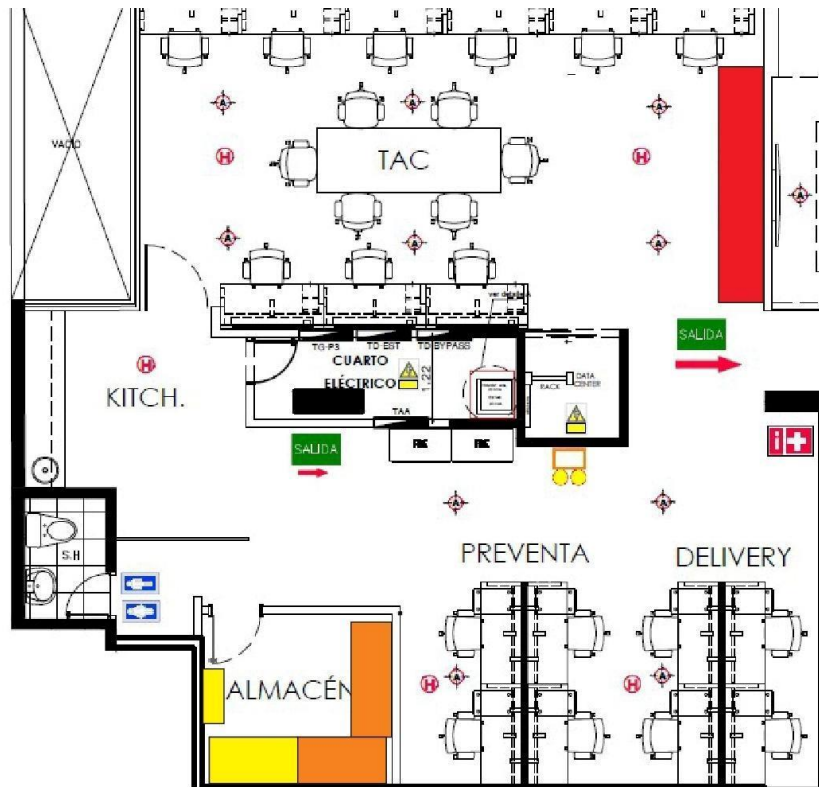 A
A
A
VACIO
TAC
H
H
A
A
A
A
SALIDA
TG-P3
TD-EST
TD-BYPASS
CUARTO
ELÉCTRICO
1.22
H
KITCH.
RACK
DATA
CENTER
TAA
SALIDA
i
A
A
S.H
PREVENTA
DELIVERY
ALMACÉN
H
A
H
A